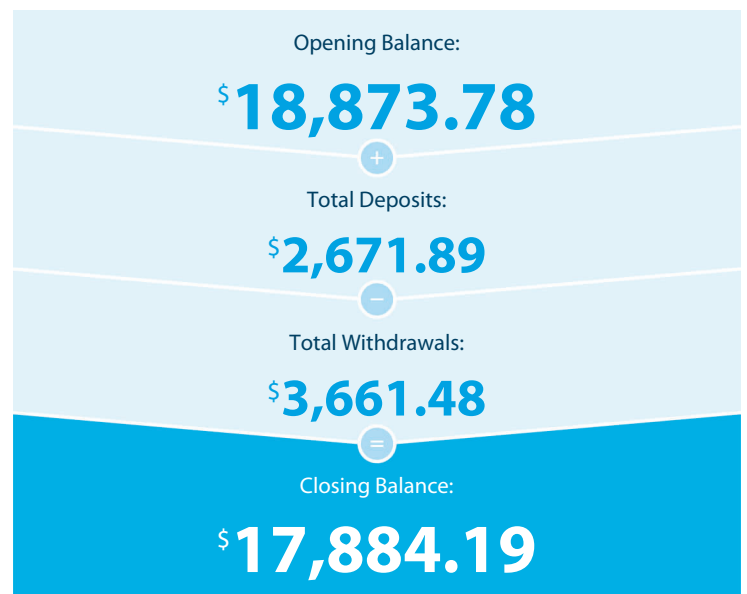 Opening Balance:
$18,873.78
+
Total Deposits:
$2,671.89
−
Total Withdrawals:
$3,661.48
=
Closing Balance:
$17,884.19